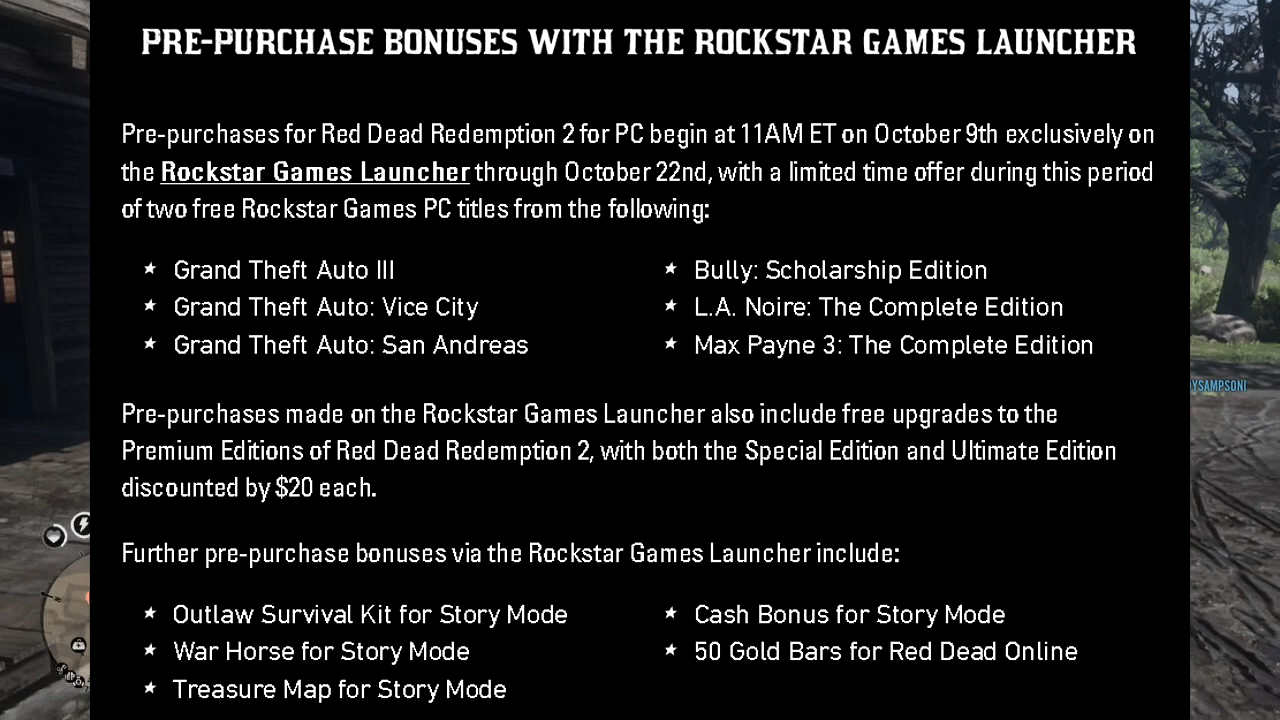 PRE-PURCHASE BONUSES WITH THE ROCKSTAR GAMES LAUNCHER
Pre-purchases for Red Dead Redemption 2 for PC begin at 11AM ET on October 9th exclusively on
the Rockstar Games Launcher through October 22nd, with a limited time offer during this period
of two free Rockstar Games PC titles from the following:
★ Grand Theft Auto III
★ Grand Theft Auto: Vice City
★ Grand Theft Auto: San Andreas
★ Bully: Scholarship Edition
★ L.A. Noire: The Complete Edition
★ Max Payne 3: The Complete Edition
Pre-purchases made on the Rockstar Games Launcher also include free upgrades to the
Premium Editions of Red Dead Redemption 2, with both the Special Edition and Ultimate Edition
discounted by $20 each.
Further pre-purchase bonuses via the Rockstar Games Launcher include:
★ Outlaw Survival Kit for Story Mode
★ War Horse for Story Mode
★ Treasure Map for Story Mode
★ Cash Bonus for Story Mode
★ 50 Gold Bars for Red Dead Online